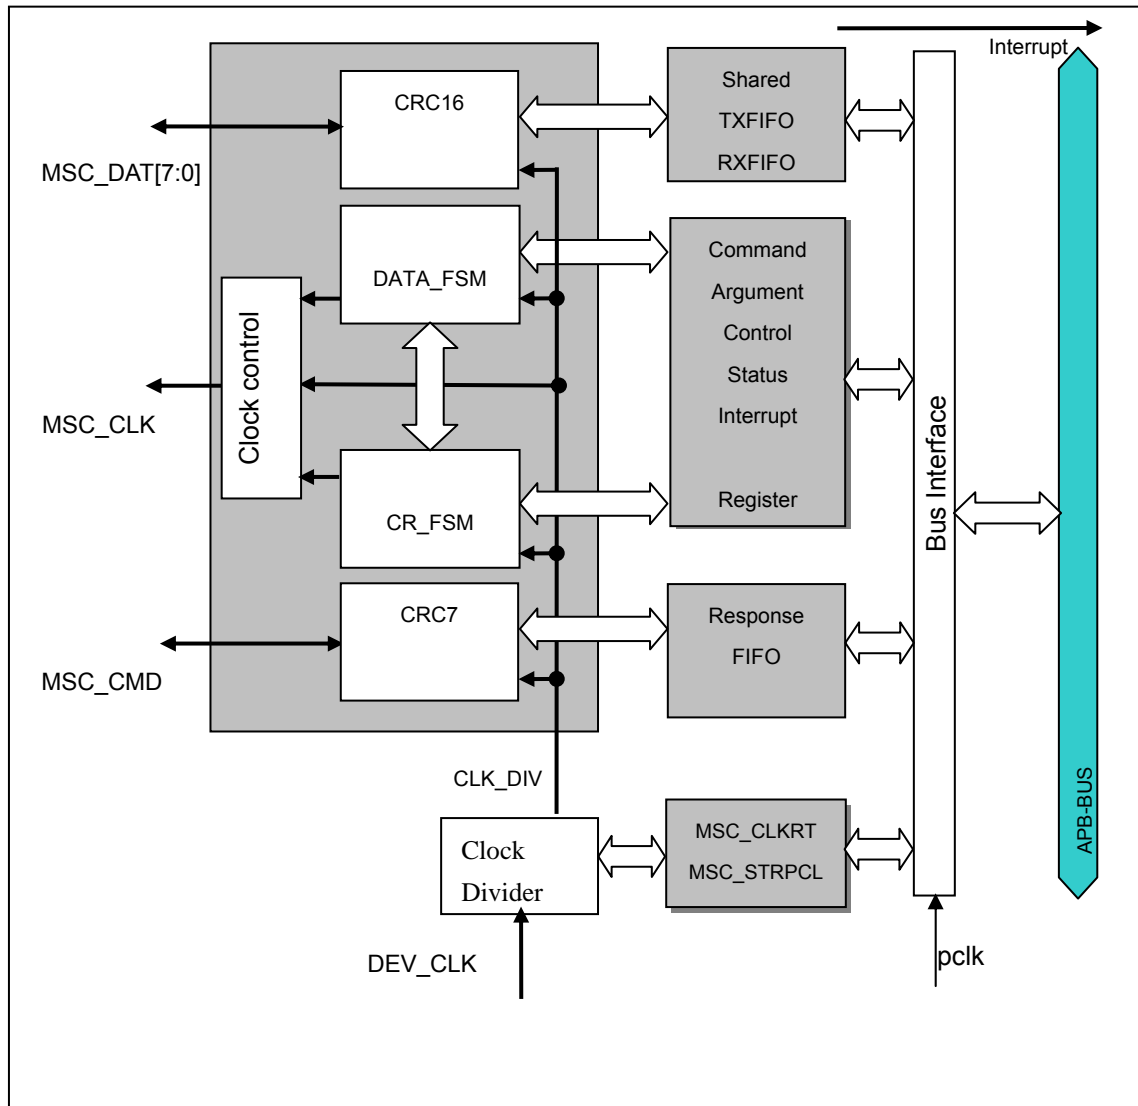 Interrupt
CRC16
Shared
TXFIFO
RXFIFO
MSC_DAT[7:0]
DATA_FSM
Command
Argument
Control
Status
Interrupt
Register
Clock control
MSC_CLK
CR_FSM
Bus Interface
CRC7
Response
FIFO
MSC_CMD
CLK_DIV
APB-BUS
Clock
Divider
MSC_CLKRT
MSC_STRPCL
DEV_CLK
pclk